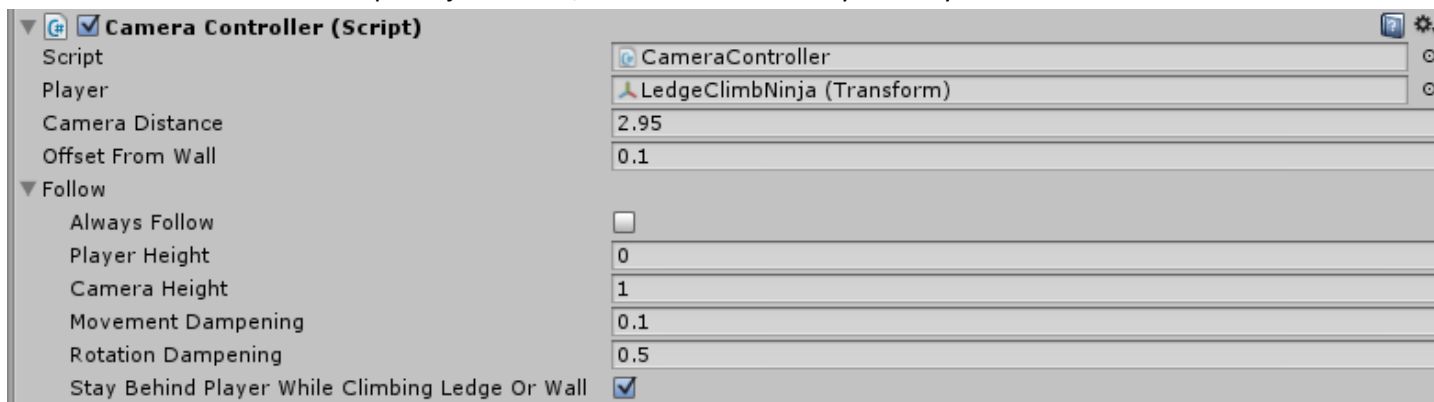 Camera Controller (Script)
Script CameraController
Player LedgeClimbNinja (Transform)
Camera Distance 2.95
Offset From Wall 0.1
Follow
Always Follow
Player Height 0
Camera Height 1
Movement Dampening 0.1
Rotation Dampening 0.5
Stay Behind Player While Climbing Ledge Or Wall